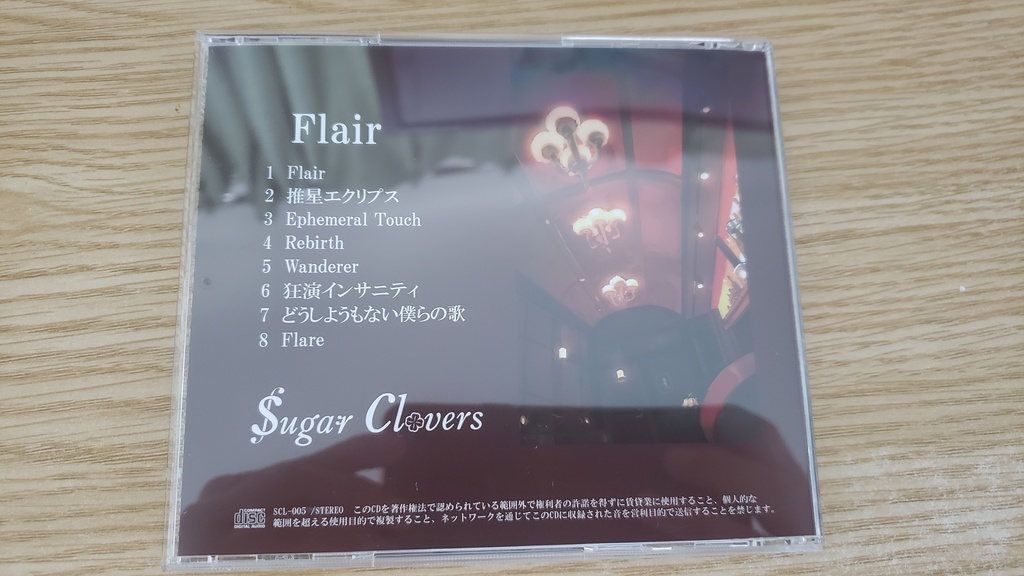 Flair
1 Flair
2 推星エクリプス
3 Ephemeral Touch
4 Rebirth
5 Wanderer
6 狂演インサニティ
7 どうしようもない僕らの歌
8 Flare
$ugar Clovers
COMPACT disc DIGITAL AUDIO
SCL-005 /STEREO このCDを著作権法で認められている範囲外で権利者の許諾を得ずに賃貸業に使用すること、個人的な
範囲を超える使用目的で複製すること、ネットワークを通じてこのCDに収録された音を営利目的で送信することを禁じます。